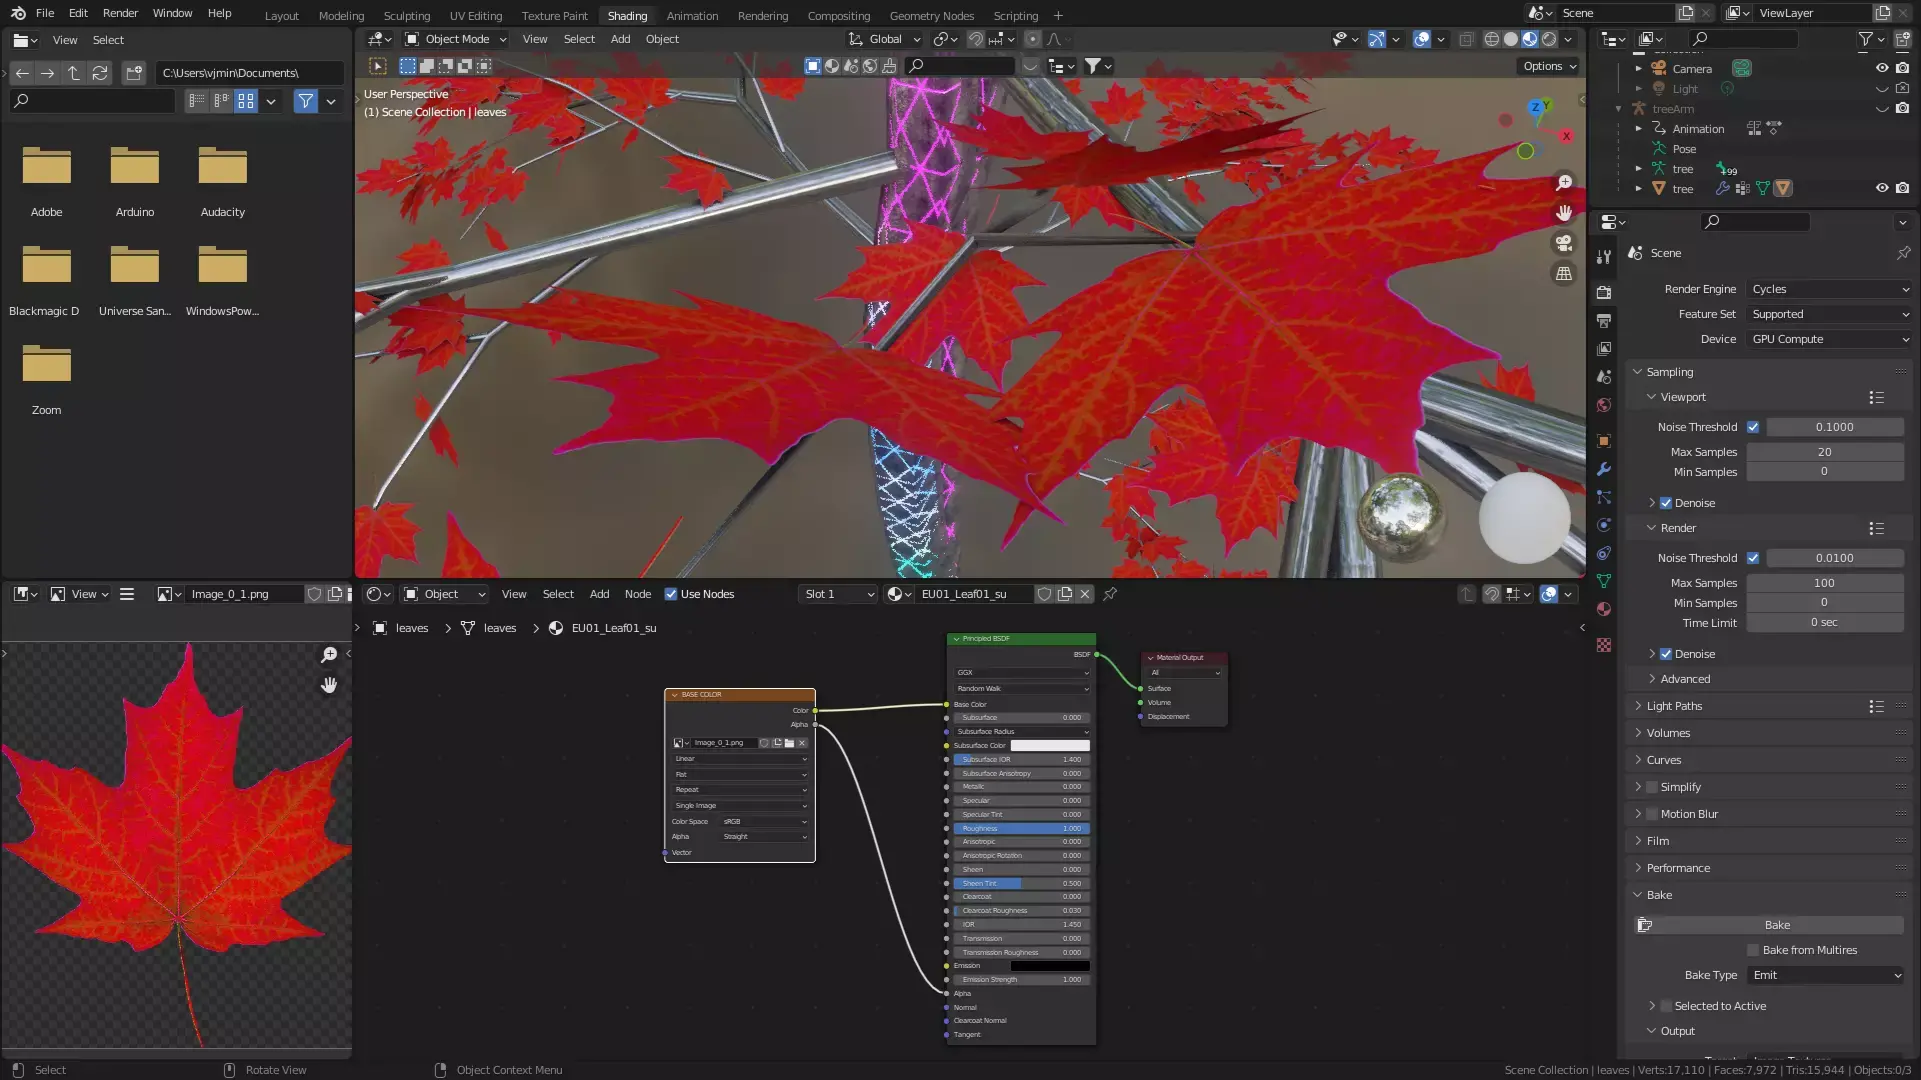 File Edit Render Window Help Layout Modeling Sculpting UV Editing Texture Paint Shading Animation Rendering Compositing Geometry Nodes Scripting + Scene ViewLayer
View Select
Object Mode View Select Add Object Global
C:\Users\vjmin\Documents\
Options
User Perspective
(1) Scene Collection | leaves
Z Y
X
Adobe Arduino Audacity
Blackmagic D Universe San... WindowsPow...
Zoom
Camera
Light
treeArm
Animation
Pose
tree +99
tree
Scene
Render Engine Cycles
Feature Set Supported
Device GPU Compute
Sampling
Viewport
Noise Threshold 0.1000
Max Samples 20
Min Samples 0
Denoise
Render
Noise Threshold 0.0100
Max Samples 100
Min Samples 0
Time Limit 0 sec
Denoise
Advanced
Light Paths
Volumes
Curves
Simplify
Motion Blur
Film
Performance
Bake
Bake
Bake from Multires
Bake Type Emit
Selected to Active
Output
View Image_0_1.png
Object View Select Add Node Use Nodes Slot 1 EU01_Leaf01_su
leaves > leaves > EU01_Leaf01_su
BASE COLOR
Color
Alpha
Image_0_1.png
Linear
Flat
Repeat
Single Image
Color Space sRGB
Alpha Straight
Vector
Principled BSDF
BSDF
GGX
Random Walk
Base Color
Subsurface 0.000
Subsurface Radius
Subsurface Color
Subsurface IOR 1.400
Subsurface Anisotropy 0.000
Metallic 0.000
Specular 0.000
Specular Tint 0.000
Roughness 1.000
Anisotropic 0.000
Anisotropic Rotation 0.000
Sheen 0.000
Sheen Tint 0.500
Clearcoat 0.000
Clearcoat Roughness 0.030
IOR 1.450
Transmission 0.000
Transmission Roughness 0.000
Emission
Emission Strength 1.000
Alpha
Normal
Clearcoat Normal
Tangent
Material Output
All
Surface
Volume
Displacement
Select Rotate View Object Context Menu Scene Collection | leaves | Verts:17,110 | Faces:7,972 | Tris:15,944 | Objects:0/3